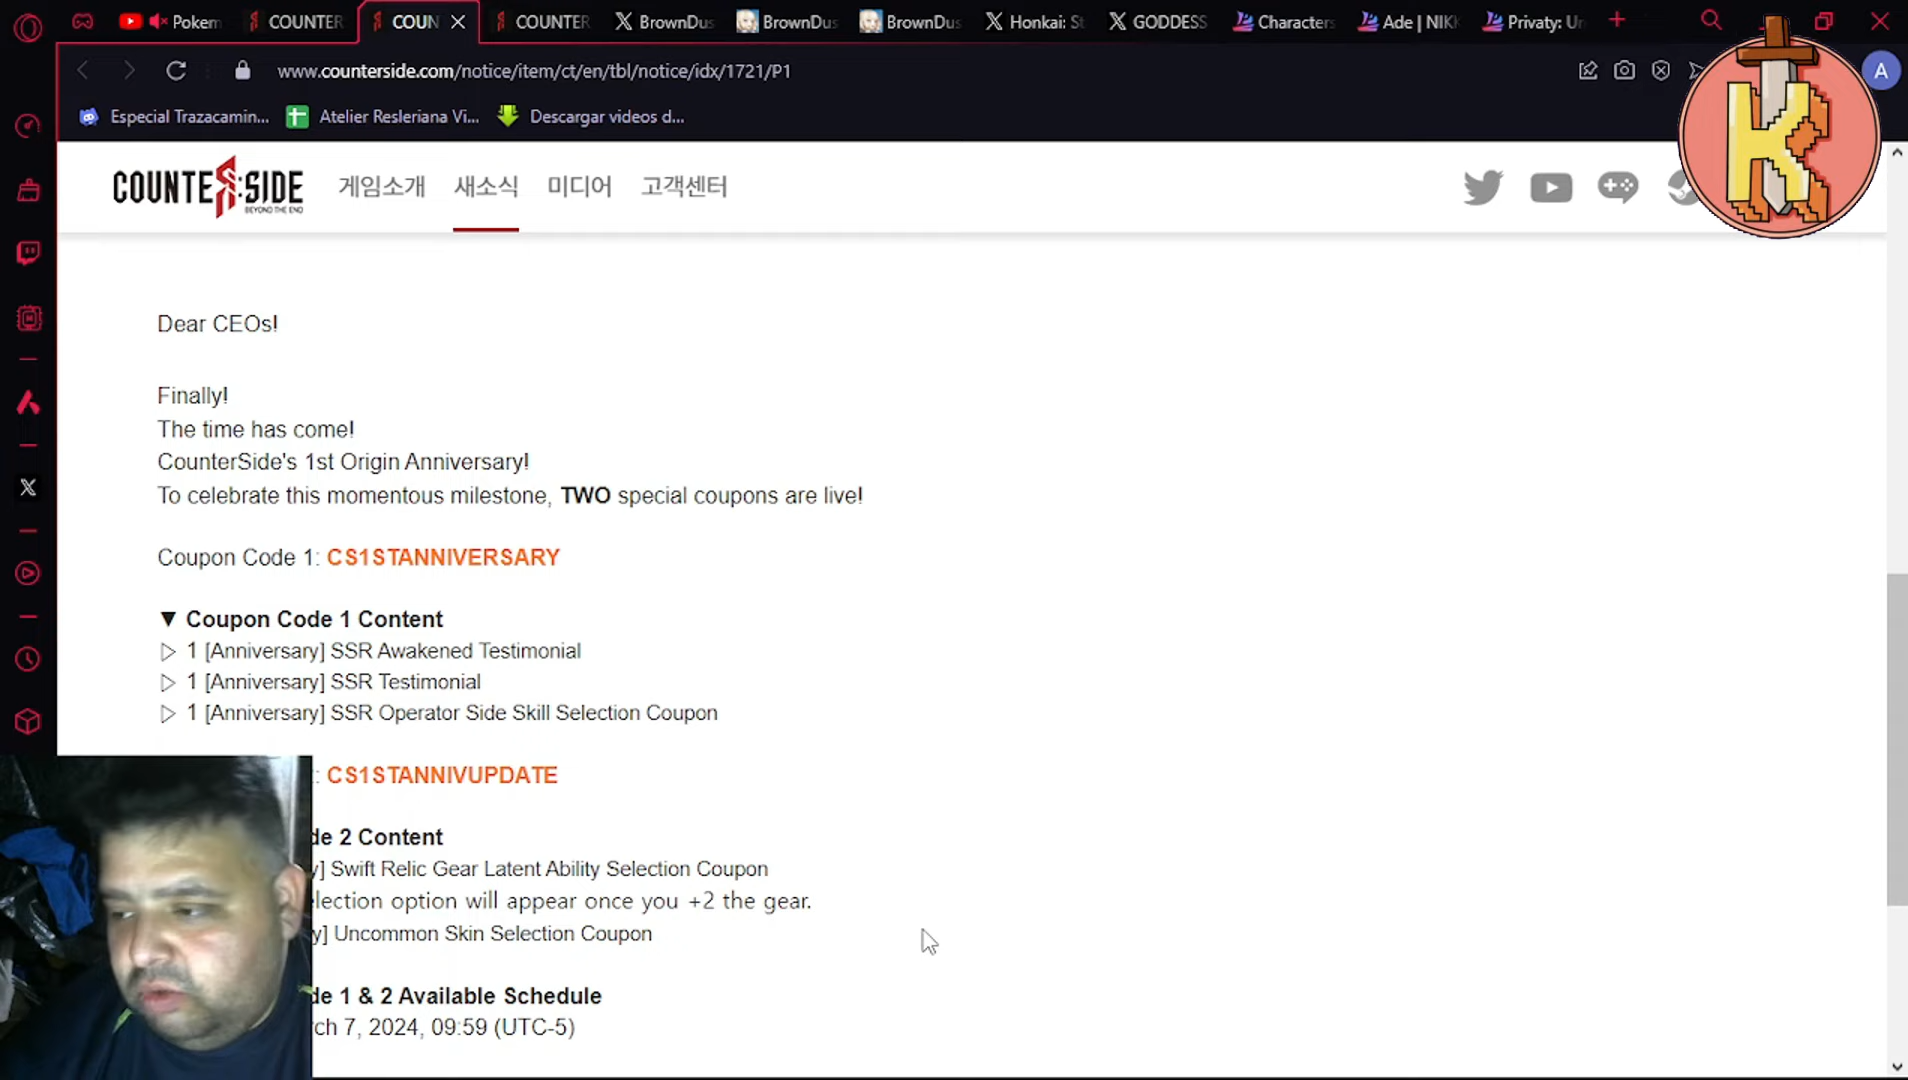 Pokem
COUNTER
COUN
COUNTER
BrownDus
BrownDus
BrownDus
Honkai: St
GODDESS
Characters
Ade | NIKK
Privaty: Un
www.counterside.com/notice/item/ct/en/tbl/notice/idx/1721/P1
A
Especial Trazacamin...
Atelier Resleriana Vi...
Descargar videos d...
K
COUNTER:SIDE
BEYOND THE END
게임소개
새소식
미디어
고객센터
Dear CEOs!
Finally!
The time has come!
CounterSide's 1st Origin Anniversary!
To celebrate this momentous milestone, TWO special coupons are live!
Coupon Code 1: CS1STANNIVERSARY
▼ Coupon Code 1 Content
▷ 1 [Anniversary] SSR Awakened Testimonial
▷ 1 [Anniversary] SSR Testimonial
▷ 1 [Anniversary] SSR Operator Side Skill Selection Coupon
: CS1STANNIVUPDATE
de 2 Content
y] Swift Relic Gear Latent Ability Selection Coupon
election option will appear once you +2 the gear.
y] Uncommon Skin Selection Coupon
de 1 & 2 Available Schedule
rch 7, 2024, 09:59 (UTC-5)